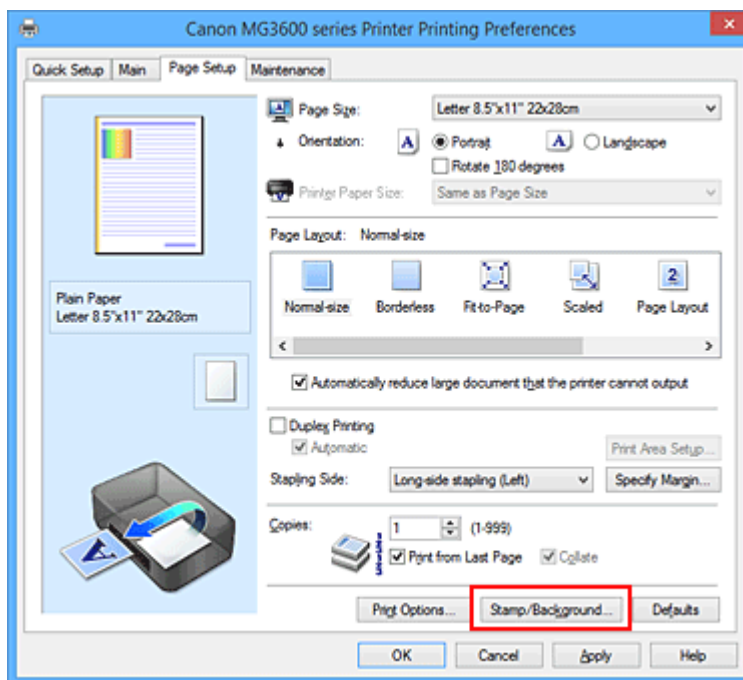 Canon MG3600 series Printer Printing Preferences
Quick Setup Main Page Setup Maintenance
Page Size: Letter 8.5"x11" 22x28cm
Orientation: A Portrait A Landscape
Rotate 180 degrees
Printer Paper Size: Same as Page Size
Page Layout: Normal-size
2
Normal-size Borderless Fit-to-Page Scaled Page Layout
Plain Paper
Letter 8.5"x11" 22x28cm
Automatically reduce large document that the printer cannot output
Duplex Printing
Automatic Print Area Setup...
Stapling Side: Long-side stapling (Left) Specify Margin...
Copies: 1 (1-999)
Print from Last Page Collate
A
Print Options... Stamp/Background... Defaults
OK Cancel Apply Help